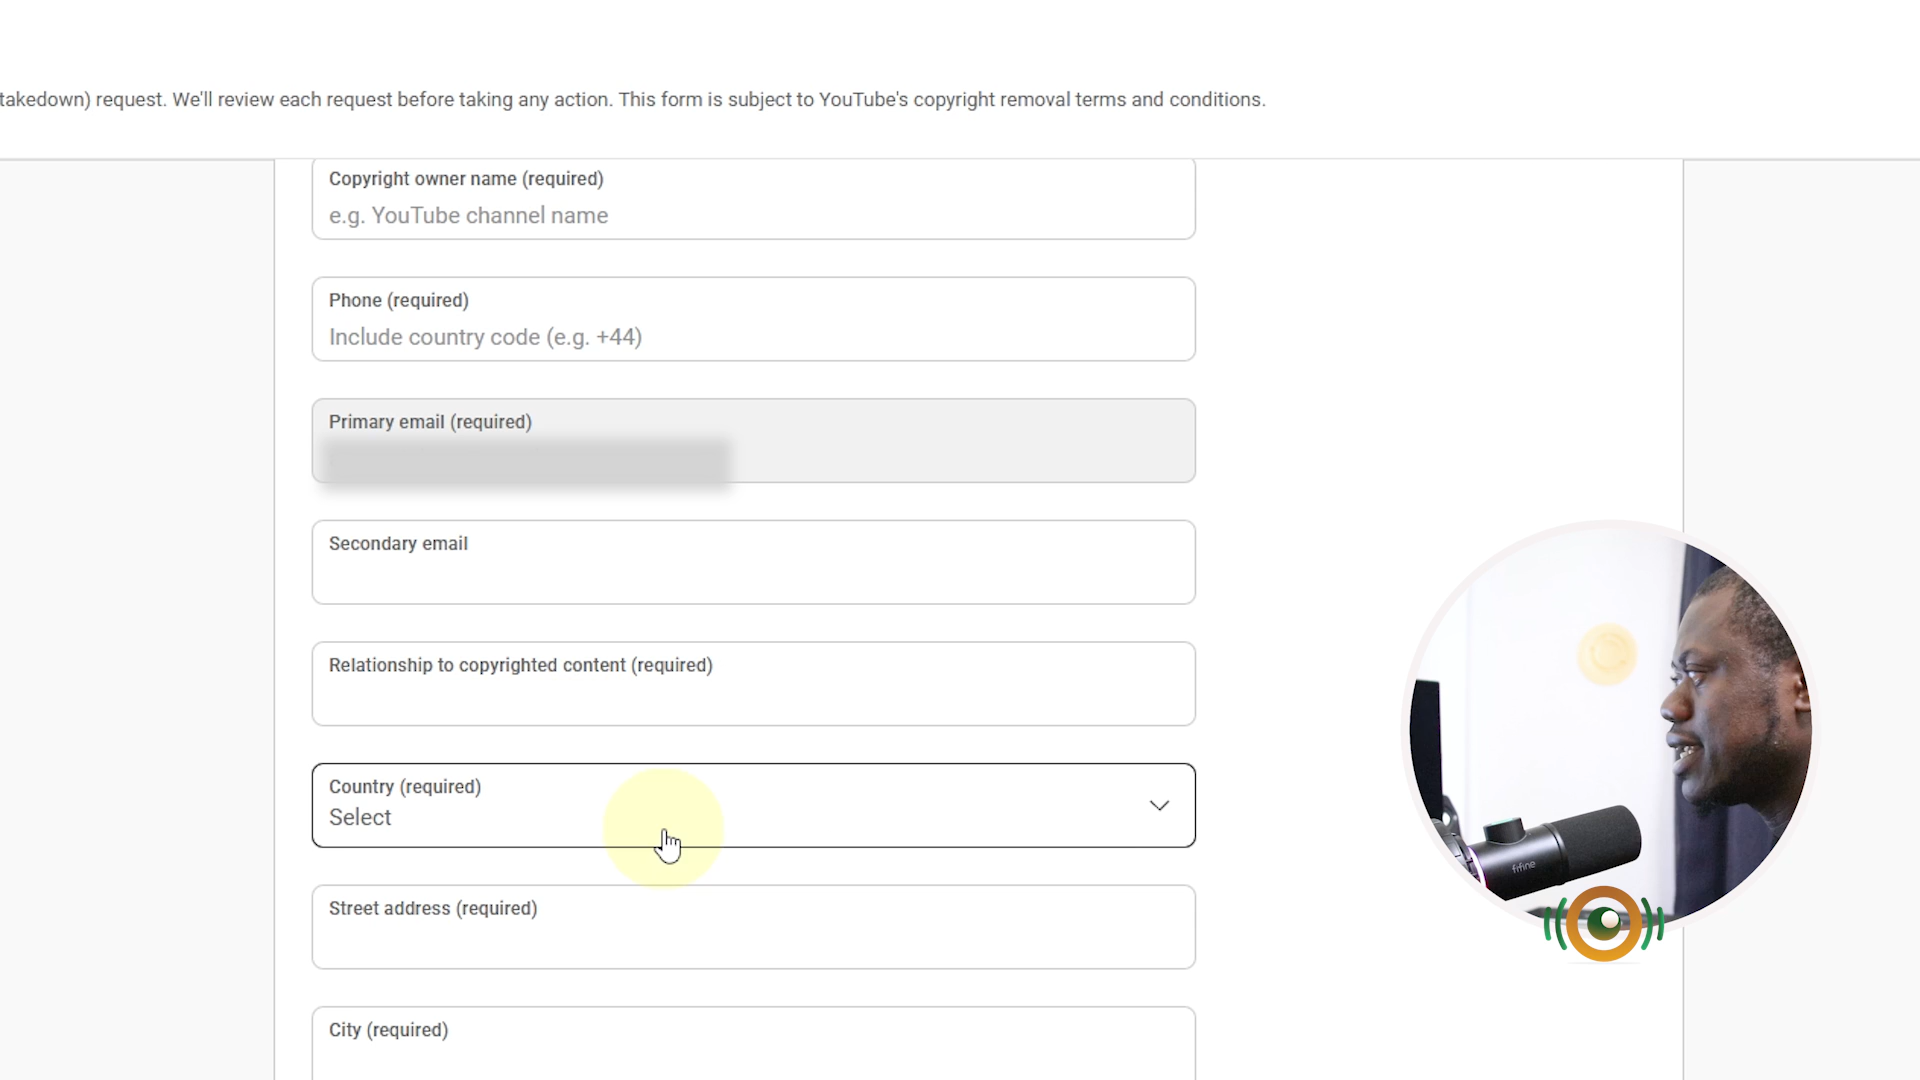 takedown) request. We'll review each request before taking any action. This form is subject to YouTube's copyright removal terms and conditions.
Copyright owner name (required)
e.g. YouTube channel name
Phone (required)
Include country code (e.g. +44)
Primary email (required)
Secondary email
Relationship to copyrighted content (required)
Country (required)
Select
fifine
Street address (required)
City (required)